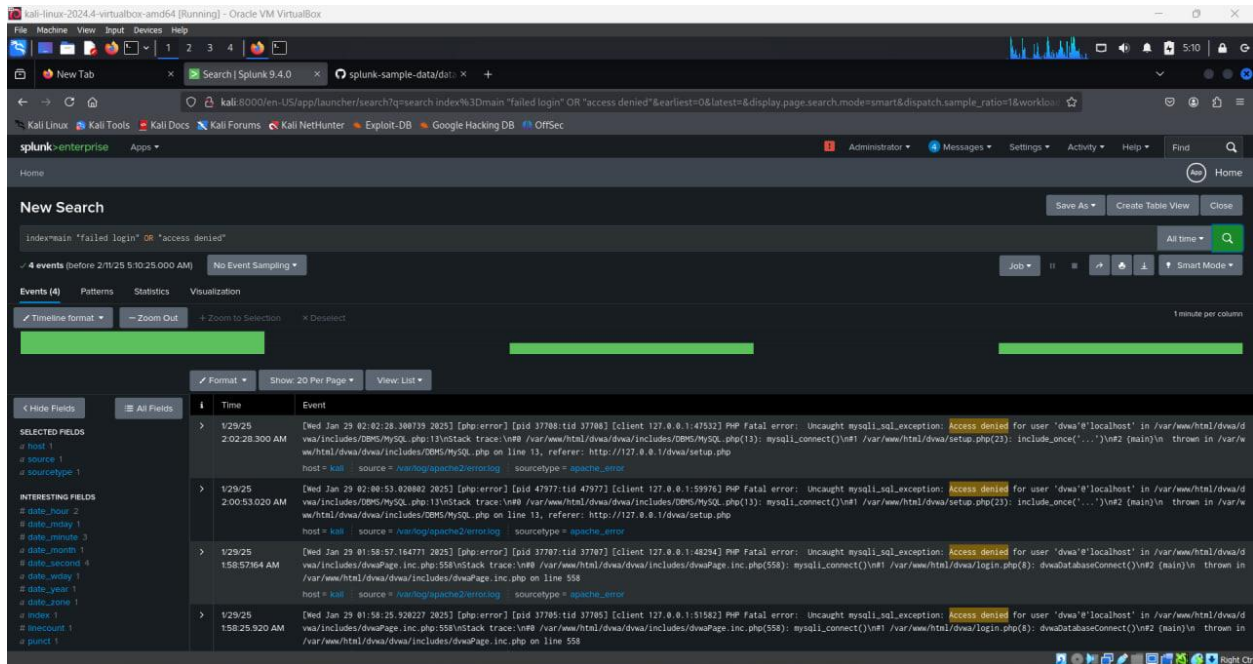 kali-linux-2024.4-virtualbox-amd64 [Running] - Oracle VM VirtualBox
File Machine View Input Devices Help
1 2 3 4 5:10
New Tab Search | Splunk 9.4.0 splunk-sample-data/data
kali:8000/en-US/app/launcher/search?q=search index%3Dmain "failed login" OR "access denied"&earliest=0&latest=&display.page.search.mode=smart&dispatch.sample_ratio=1&workloa
Kali Linux Kali Tools Kali Docs Kali Forums Kali NetHunter Exploit-DB Google Hacking DB OffSec
splunk>enterprise Apps Administrator 4 Messages Settings Activity Help Find
Home App Home
New Search Save As Create Table View Close
index=main "failed login" OR "access denied" All time
4 events (before 2/11/25 5:10:25.000 AM) No Event Sampling Job Smart Mode
Events (4) Patterns Statistics Visualization
Timeline format – Zoom Out + Zoom to Selection × Deselect 1 minute per column
Format Show: 20 Per Page View: List
< Hide Fields All Fields i Time Event
SELECTED FIELDS
a host 1
a source 1
a sourcetype 1
INTERESTING FIELDS
# date_hour 2
# date_mday 1
# date_minute 3
a date_month 1
# date_second 4
a date_wday 1
# date_year 1
a date_zone 1
a index 1
# linecount 1
a punct 1
> 1/29/25 [Wed Jan 29 02:02:28.300739 2025] [php:error] [pid 37708:tid 37708] [client 127.0.0.1:47532] PHP Fatal error: Uncaught mysqli_sql_exception: Access denied for user 'dvwa'@'localhost' in /var/www/html/dvwa/d
2:02:28.300 AM vwa/includes/DBMS/MySQL.php:13\nStack trace:\n#0 /var/www/html/dvwa/dvwa/includes/DBMS/MySQL.php(13): mysqli_connect()\n#1 /var/www/html/dvwa/setup.php(23): include_once('...')\n#2 {main}\n thrown in /var/w
ww/html/dvwa/dvwa/includes/DBMS/MySQL.php on line 13, referer: http://127.0.0.1/dvwa/setup.php
host = kali source = /var/log/apache2/error.log sourcetype = apache_error
> 1/29/25 [Wed Jan 29 02:00:53.020802 2025] [php:error] [pid 47977:tid 47977] [client 127.0.0.1:59976] PHP Fatal error: Uncaught mysqli_sql_exception: Access denied for user 'dvwa'@'localhost' in /var/www/html/dvwa/d
2:00:53.020 AM vwa/includes/DBMS/MySQL.php:13\nStack trace:\n#0 /var/www/html/dvwa/dvwa/includes/DBMS/MySQL.php(13): mysqli_connect()\n#1 /var/www/html/dvwa/setup.php(23): include_once('...')\n#2 {main}\n thrown in /var/w
ww/html/dvwa/dvwa/includes/DBMS/MySQL.php on line 13, referer: http://127.0.0.1/dvwa/setup.php
host = kali source = /var/log/apache2/error.log sourcetype = apache_error
> 1/29/25 [Wed Jan 29 01:58:57.164771 2025] [php:error] [pid 37707:tid 37707] [client 127.0.0.1:48294] PHP Fatal error: Uncaught mysqli_sql_exception: Access denied for user 'dvwa'@'localhost' in /var/www/html/dvwa/d
1:58:57.164 AM vwa/includes/dvwaPage.inc.php:558\nStack trace:\n#0 /var/www/html/dvwa/dvwa/includes/dvwaPage.inc.php(558): mysqli_connect()\n#1 /var/www/html/dvwa/login.php(8): dvwaDatabaseConnect()\n#2 {main}\n thrown in
/var/www/html/dvwa/dvwa/includes/dvwaPage.inc.php on line 558
host = kali source = /var/log/apache2/error.log sourcetype = apache_error
> 1/29/25 [Wed Jan 29 01:58:25.920227 2025] [php:error] [pid 37705:tid 37705] [client 127.0.0.1:51582] PHP Fatal error: Uncaught mysqli_sql_exception: Access denied for user 'dvwa'@'localhost' in /var/www/html/dvwa/d
1:58:25.920 AM vwa/includes/dvwaPage.inc.php:558\nStack trace:\n#0 /var/www/html/dvwa/dvwa/includes/dvwaPage.inc.php(558): mysqli_connect()\n#1 /var/www/html/dvwa/login.php(8): dvwaDatabaseConnect()\n#2 {main}\n thrown in
/var/www/html/dvwa/dvwa/includes/dvwaPage.inc.php on line 558
Right Ctrl